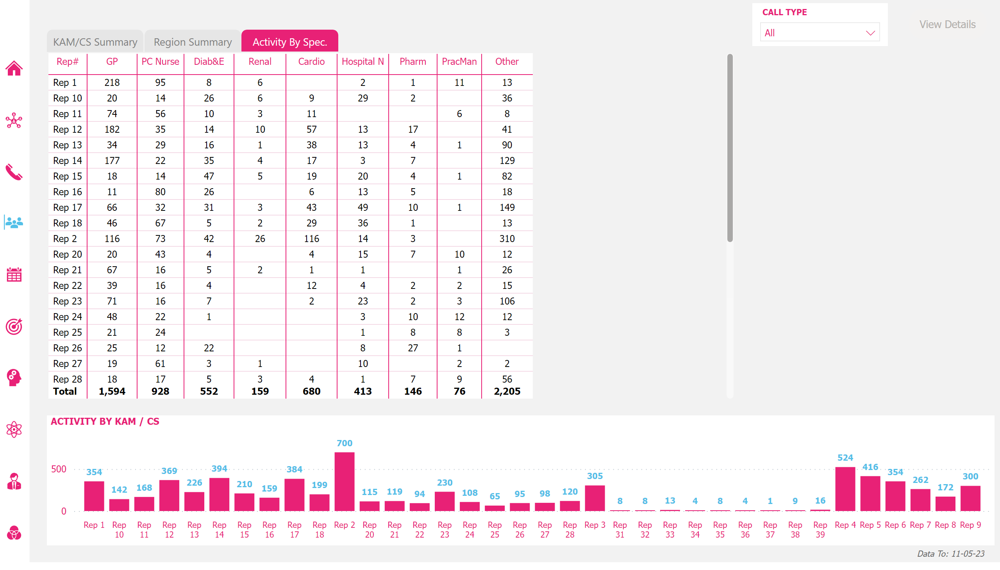 CALL TYPE
All
View Details
KAM/CS Summary Region Summary Activity By Spec.
Rep# GP PC Nurse Diab&E Renal Cardio Hospital N Pharm PracMan Other
Rep 1 218 95 8 6 2 1 11 13
Rep 10 20 14 26 6 9 29 2 36
Rep 11 74 56 10 3 11 6 8
Rep 12 182 35 14 10 57 13 17 41
Rep 13 34 29 16 1 38 13 4 1 90
Rep 14 177 22 35 4 17 3 7 129
Rep 15 18 14 47 5 19 20 4 1 82
Rep 16 11 80 26 6 13 5 18
Rep 17 66 32 31 3 43 49 10 1 149
Rep 18 46 67 5 2 29 36 1 13
Rep 2 116 73 42 26 116 14 3 310
Rep 20 20 43 4 4 15 7 10 12
Rep 21 67 16 5 2 1 1 1 26
Rep 22 39 16 4 12 4 2 2 15
Rep 23 71 16 7 2 23 2 3 106
Rep 24 48 22 1 3 10 12 12
Rep 25 21 24 1 8 8 3
Rep 26 25 12 22 8 27 1
Rep 27 19 61 3 1 10 2 2
Rep 28 18 17 5 3 4 1 7 9 56
Total 1,594 928 552 159 680 413 146 76 2,205
ACTIVITY BY KAM / CS
500
0
354 142 168 369 226 394 210 159 384 199 700 115 119 94 230 108 65 95 98 120 305 8 8 13 4 8 4 1 9 16 524 416 354 262 172 300
Rep 1 Rep 10 Rep 11 Rep 12 Rep 13 Rep 14 Rep 15 Rep 16 Rep 17 Rep 18 Rep 2 Rep 20 Rep 21 Rep 22 Rep 23 Rep 24 Rep 25 Rep 26 Rep 27 Rep 28 Rep 3 Rep 31 Rep 32 Rep 33 Rep 34 Rep 35 Rep 36 Rep 37 Rep 38 Rep 39 Rep 4 Rep 5 Rep 6 Rep 7 Rep 8 Rep 9
Data To: 11-05-23